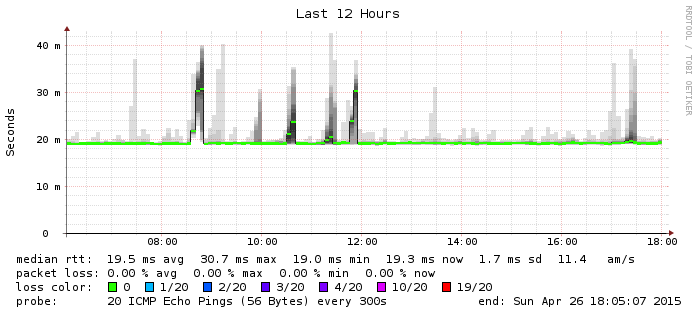 Last 12 Hours
RRDTOOL / TOBI OETIKER
Seconds
40 m
30 m
20 m
10 m
0
08:00 10:00 12:00 14:00 16:00 18:00
median rtt: 19.5 ms avg 30.7 ms max 19.0 ms min 19.3 ms now 1.7 ms sd 11.4 am/s
packet loss: 0.00 % avg 0.00 % max 0.00 % min 0.00 % now
loss color: 0 1/20 2/20 3/20 4/20 10/20 19/20
probe: 20 ICMP Echo Pings (56 Bytes) every 300s end: Sun Apr 26 18:05:07 2015